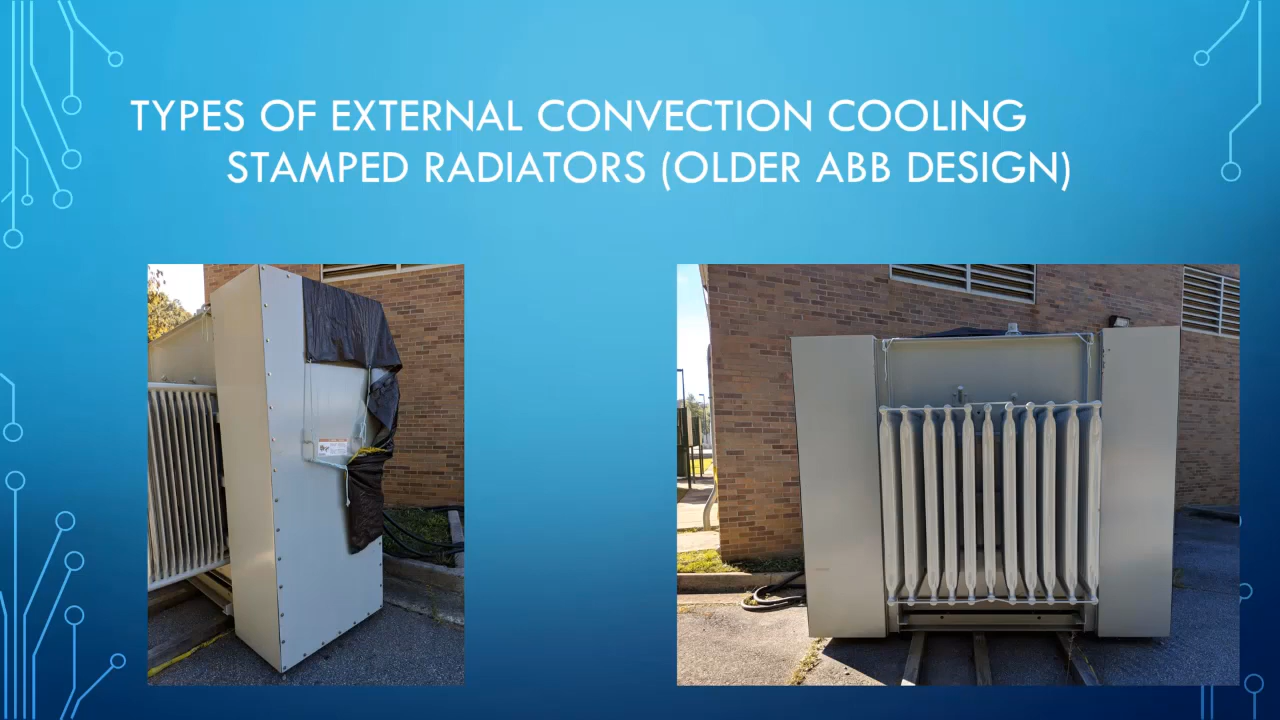 TYPES OF EXTERNAL CONVECTION COOLING
STAMPED RADIATORS (OLDER ABB DESIGN)